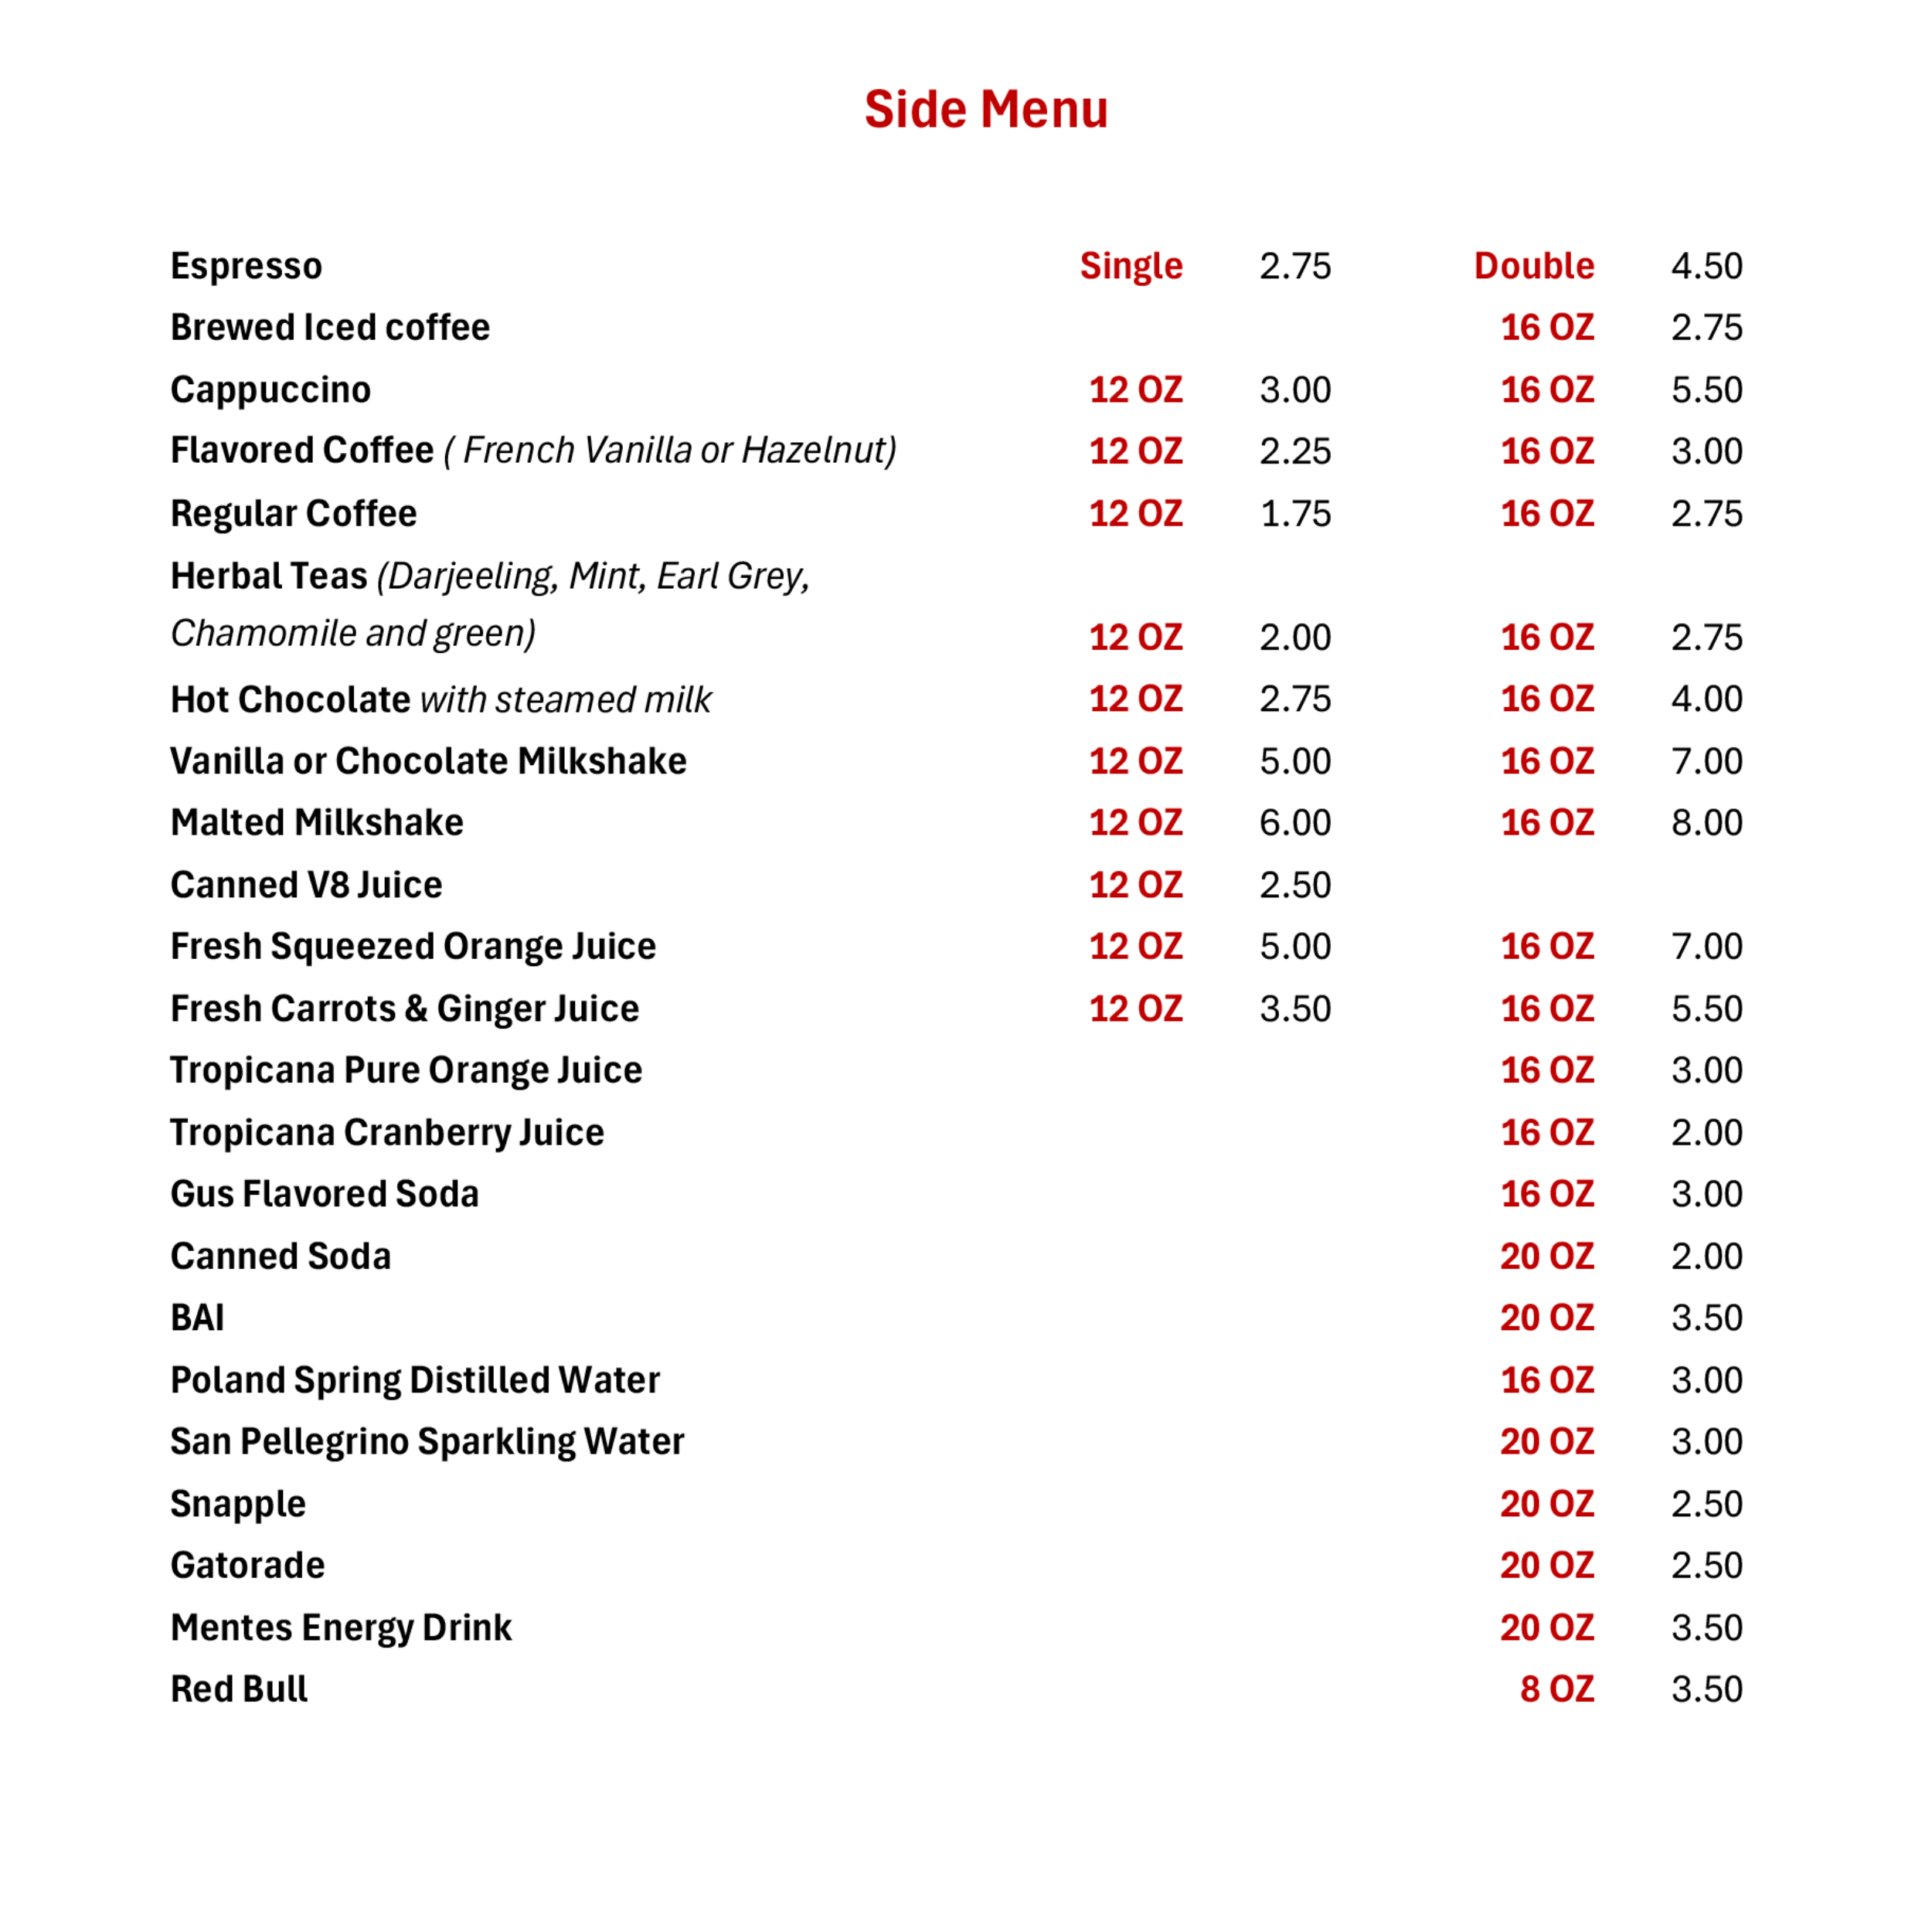 Side Menu
Espresso Single 2.75 Double 4.50
Brewed Iced coffee 16 OZ 2.75
Cappuccino 12 OZ 3.00 16 OZ 5.50
Flavored Coffee ( French Vanilla or Hazelnut) 12 OZ 2.25 16 OZ 3.00
Regular Coffee 12 OZ 1.75 16 OZ 2.75
Herbal Teas (Darjeeling, Mint, Earl Grey,
Chamomile and green) 12 OZ 2.00 16 OZ 2.75
Hot Chocolate with steamed milk 12 OZ 2.75 16 OZ 4.00
Vanilla or Chocolate Milkshake 12 OZ 5.00 16 OZ 7.00
Malted Milkshake 12 OZ 6.00 16 OZ 8.00
Canned V8 Juice 12 OZ 2.50
Fresh Squeezed Orange Juice 12 OZ 5.00 16 OZ 7.00
Fresh Carrots & Ginger Juice 12 OZ 3.50 16 OZ 5.50
Tropicana Pure Orange Juice 16 OZ 3.00
Tropicana Cranberry Juice 16 OZ 2.00
Gus Flavored Soda 16 OZ 3.00
Canned Soda 20 OZ 2.00
BAI 20 OZ 3.50
Poland Spring Distilled Water 16 OZ 3.00
San Pellegrino Sparkling Water 20 OZ 3.00
Snapple 20 OZ 2.50
Gatorade 20 OZ 2.50
Mentes Energy Drink 20 OZ 3.50
Red Bull 8 OZ 3.50